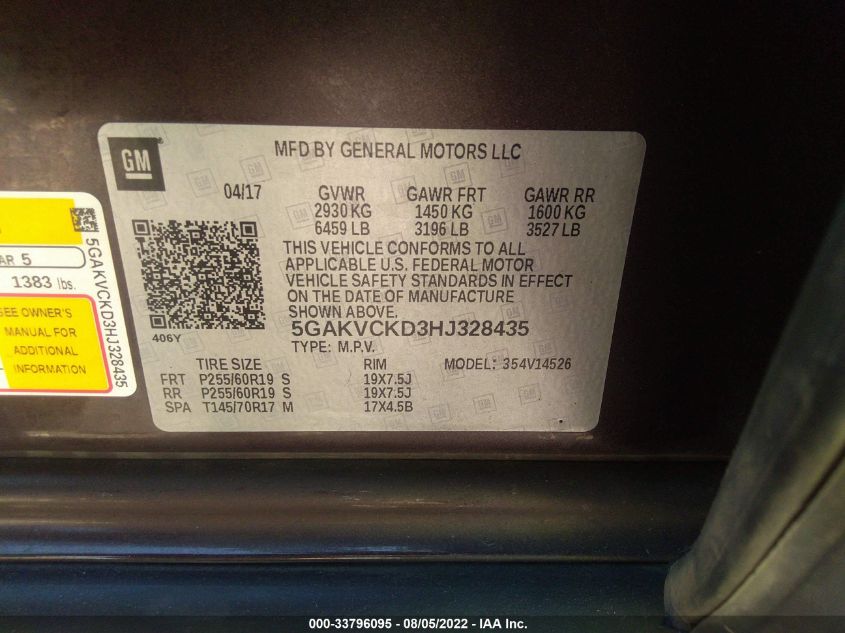 GM
MFD BY GENERAL MOTORS LLC
04/17 GVWR GAWR FRT GAWR RR
2930 KG 1450 KG 1600 KG
6459 LB 3196 LB 3527 LB
THIS VEHICLE CONFORMS TO ALL
APPLICABLE U.S. FEDERAL MOTOR
VEHICLE SAFETY STANDARDS IN EFFECT
ON THE DATE OF MANUFACTURE
SHOWN ABOVE.
406Y 5GAKVCKD3HJ328435
TYPE: M.P.V.
TIRE SIZE RIM MODEL: 354V14526
FRT P255/60R19 S 19X7.5J
RR P255/60R19 S 19X7.5J
SPA T145/70R17 M 17X4.5B
AR 5
1383 lbs.
SEE OWNER'S
MANUAL FOR
ADDITIONAL
INFORMATION
5GAKVCKD3HJ328435
000-33796095 - 08/05/2022 - IAA Inc.